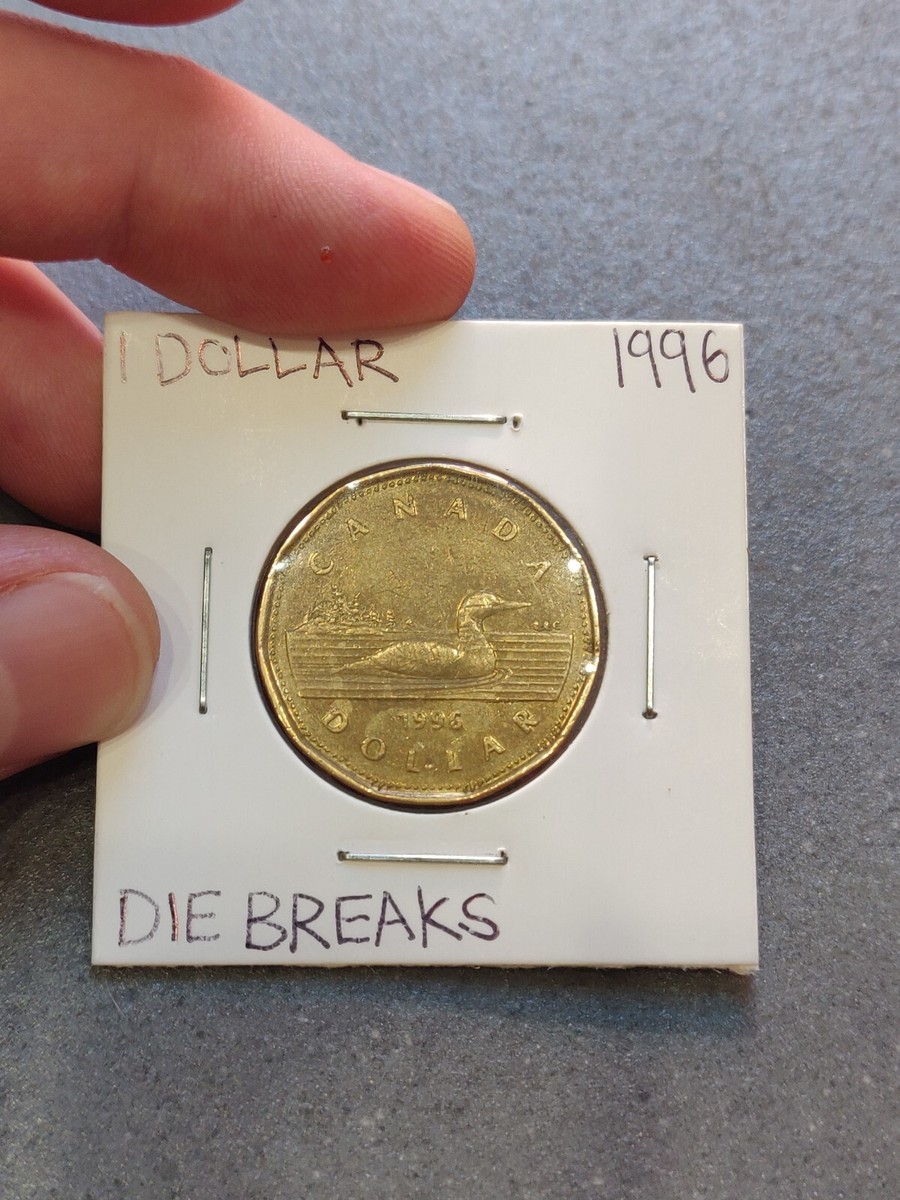 1 DOLLAR 1996
CANADA
1996
DOLLAR
DIE BREAKS